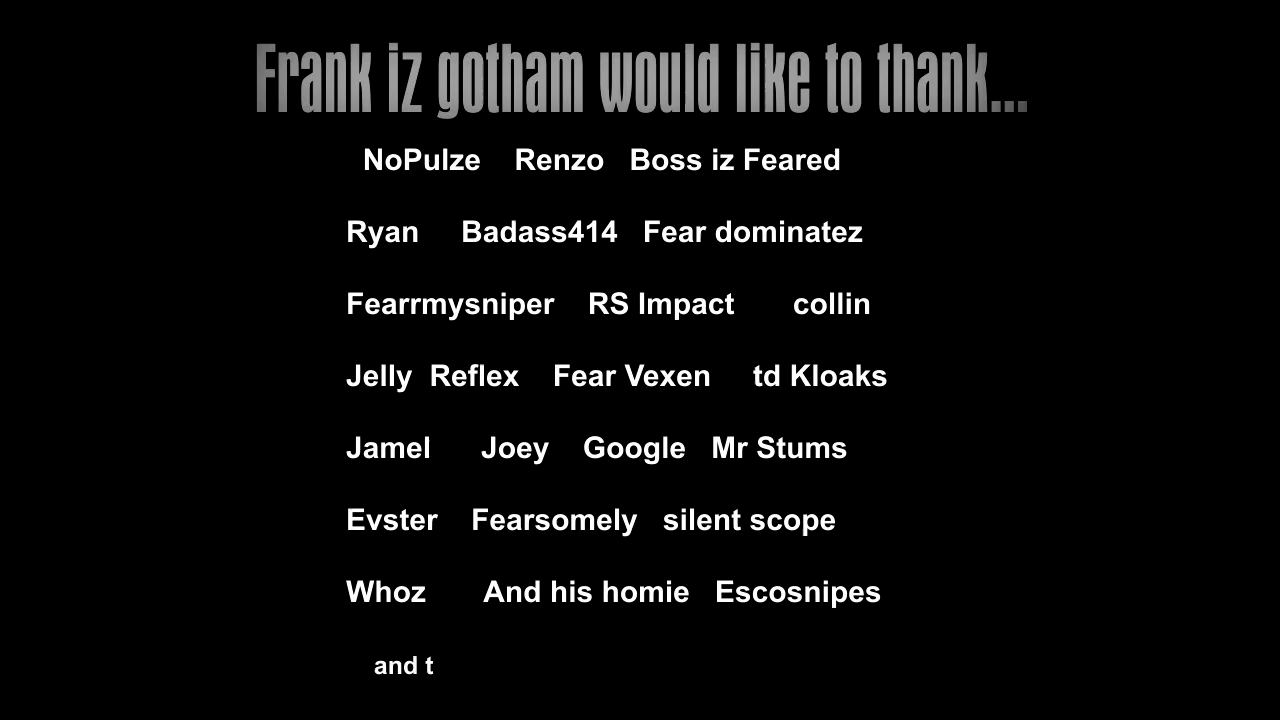 Frank iz gotham would like to thank...
NoPulze Renzo Boss iz Feared
Ryan Badass414 Fear dominatez
Fearrmysniper RS Impact collin
Jelly Reflex Fear Vexen td Kloaks
Jamel Joey Google Mr Stums
Evster Fearsomely silent scope
Whoz And his homie Escosnipes
and t